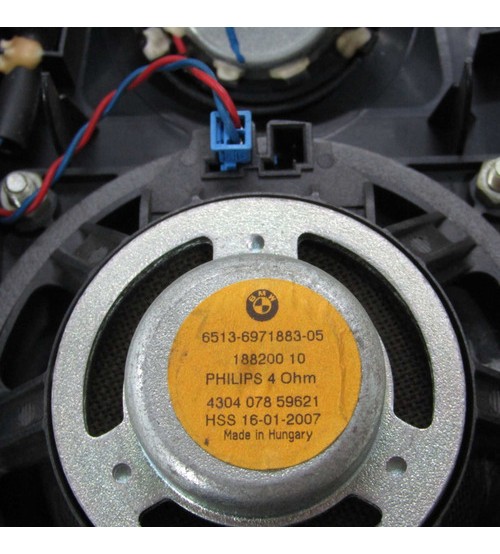 BMW
6513-6971883-05
188200 10
PHILIPS 4 Ohm
4304 078 59621
HSS 16-01-2007
Made in Hungary